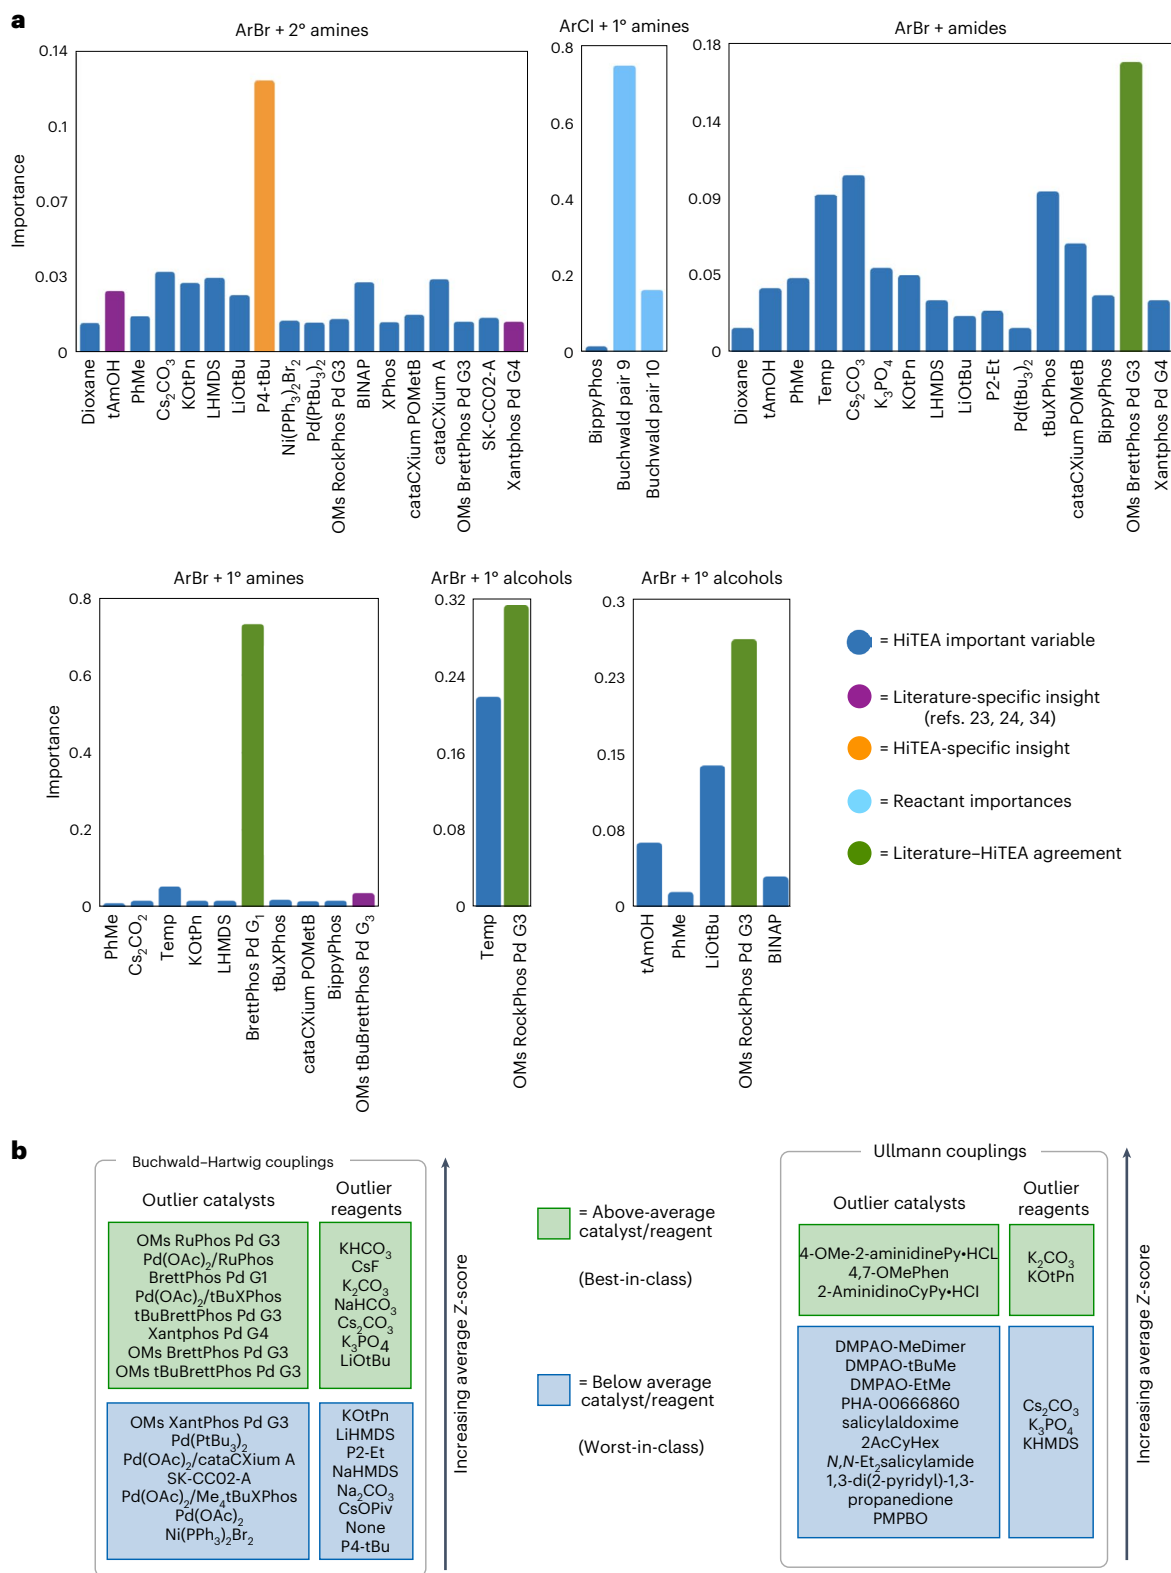 a
ArBr + 2° amines
Importance
0.14
0.1
0.07
0.03
0
Dioxane
tAmOH
PhMe
Cs₂CO₃
KOtPn
LHMDS
LiOtBu
P4-tBu
Ni(PPh₃)₂Br₂
Pd(PtBu₃)₂
OMs RockPhos Pd G3
BINAP
XPhos
cataCXium POMetB
cataCXium A
OMs BrettPhos Pd G3
SK-CC02-A
Xantphos Pd G4
ArCl + 1° amines
0.8
0.6
0.4
0.2
0
BippyPhos
Buchwald pair 9
Buchwald pair 10
ArBr + amides
0.18
0.14
0.09
0.05
0
Dioxane
tAmOH
PhMe
Temp
Cs₂CO₃
K₃PO₄
KOtPn
LHMDS
LiOtBu
P2-Et
Pd(tBu₃)₂
tBuXPhos
cataCXium POMetB
BippyPhos
OMs BrettPhos Pd G3
Xantphos Pd G4
ArBr + 1° amines
Importance
0.8
0.6
0.4
0.2
0
PhMe
Cs₂CO₂
Temp
KOtPn
LHMDS
BrettPhos Pd G₁
tBuXPhos
cataCXium POMetB
BippyPhos
OMs tBuBrettPhos Pd G₃
ArBr + 1° alcohols
0.32
0.24
0.16
0.08
0
Temp
OMs RockPhos Pd G3
ArBr + 1° alcohols
0.3
0.23
0.15
0.08
0
tAmOH
PhMe
LiOtBu
OMs RockPhos Pd G3
BINAP
= HiTEA important variable
= Literature-specific insight
(refs. 23, 24, 34)
= HiTEA-specific insight
= Reactant importances
= Literature–HiTEA agreement
b
Buchwald–Hartwig couplings
Outlier catalysts
OMs RuPhos Pd G3
Pd(OAc)₂/RuPhos
BrettPhos Pd G1
Pd(OAc)₂/tBuXPhos
tBuBrettPhos Pd G3
Xantphos Pd G4
OMs BrettPhos Pd G3
OMs tBuBrettPhos Pd G3
OMs XantPhos Pd G3
Pd(PtBu₃)₂
Pd(OAc)₂/cataCXium A
SK-CC02-A
Pd(OAc)₂/Me₄tBuXPhos
Pd(OAc)₂
Ni(PPh₃)₂Br₂
Outlier
reagents
KHCO₃
CsF
K₂CO₃
NaHCO₃
Cs₂CO₃
K₃PO4
LiOtBu
KOtPn
LiHMDS
P2-Et
NaHMDS
Na₂CO₃
CsOPiv
None
P4-tBu
Increasing average Z-score
= Above-average
catalyst/reagent
(Best-in-class)
= Below average
catalyst/reagent
(Worst-in-class)
Ullmann couplings
Outlier catalysts
4-OMe-2-aminidinePy•HCL
4,7-OMePhen
2-AminidinoCyPy•HCl
DMPAO-MeDimer
DMPAO-tBuMe
DMPAO-EtMe
PHA-00666860
salicylaldoxime
2AcCyHex
N,N-Et₂salicylamide
1,3-di(2-pyridyl)-1,3-
propanedione
PMPBO
Outlier
reagents
K₂CO₃
KOtPn
Cs₂CO₃
K₃PO₄
KHMDS
Increasing average Z-score